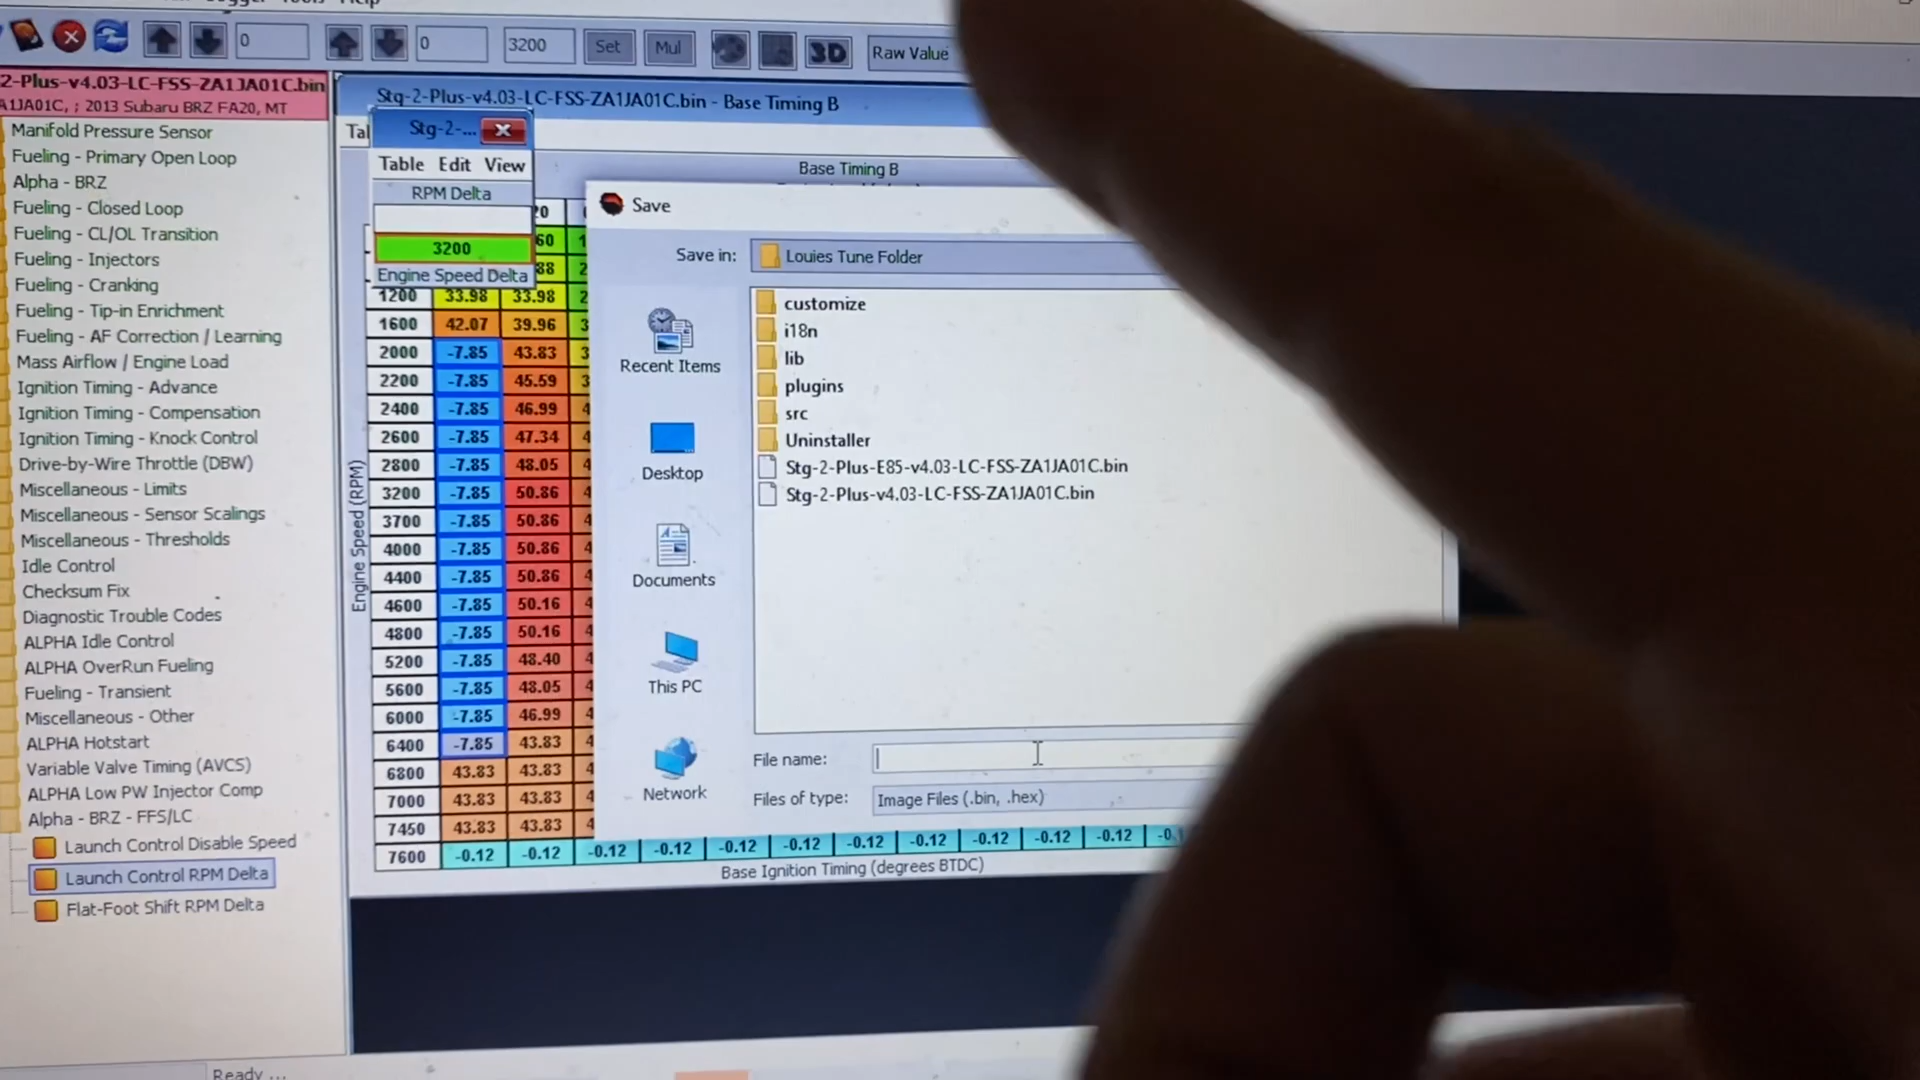 Help
0
0
3200
Set
Mul
3D
Raw Value
2-Plus-v4.03-LC-FSS-ZA1JA01C.bin
A1JA01C, ; 2013 Subaru BRZ FA20, MT
Manifold Pressure Sensor
Fueling - Primary Open Loop
Alpha - BRZ
Fueling - Closed Loop
Fueling - CL/OL Transition
Fueling - Injectors
Fueling - Cranking
Fueling - Tip-in Enrichment
Fueling - AF Correction / Learning
Mass Airflow / Engine Load
Ignition Timing - Advance
Ignition Timing - Compensation
Ignition Timing - Knock Control
Drive-by-Wire Throttle (DBW)
Miscellaneous - Limits
Miscellaneous - Sensor Scalings
Miscellaneous - Thresholds
Idle Control
Checksum Fix
Diagnostic Trouble Codes
ALPHA Idle Control
ALPHA OverRun Fueling
Fueling - Transient
Miscellaneous - Other
ALPHA Hotstart
Variable Valve Timing (AVCS)
ALPHA Low PW Injector Comp
Alpha - BRZ - FFS/LC
Launch Control Disable Speed
Launch Control RPM Delta
Flat-Foot Shift RPM Delta
Ready ...
Stg-2-Plus-v4.03-LC-FSS-ZA1JA01C.bin - Base Timing B
Tal
Stg-2-...
Table Edit View
RPM Delta
3200
Engine Speed Delta
Base Timing B
Engine Speed (RPM)
1200 33.98 33.98
1600 42.07 39.96
2000 -7.85 43.83
2200 -7.85 45.59
2400 -7.85 46.99
2600 -7.85 47.34
2800 -7.85 48.05
3200 -7.85 50.86
3700 -7.85 50.86
4000 -7.85 50.86
4400 -7.85 50.86
4600 -7.85 50.16
4800 -7.85 50.16
5200 -7.85 48.40
5600 -7.85 48.05
6000 -7.85 46.99
6400 -7.85 43.83
6800 43.83 43.83
7000 43.83 43.83
7450 43.83 43.83
7600 -0.12 -0.12 -0.12 -0.12 -0.12 -0.12 -0.12 -0.12 -0.12 -0.12 -0.12
Base Ignition Timing (degrees BTDC)
Save
Save in: Louies Tune Folder
Recent Items
Desktop
Documents
This PC
Network
customize
i18n
lib
plugins
src
Uninstaller
Stg-2-Plus-E85-v4.03-LC-FSS-ZA1JA01C.bin
Stg-2-Plus-v4.03-LC-FSS-ZA1JA01C.bin
File name:
Files of type: Image Files (.bin, .hex)